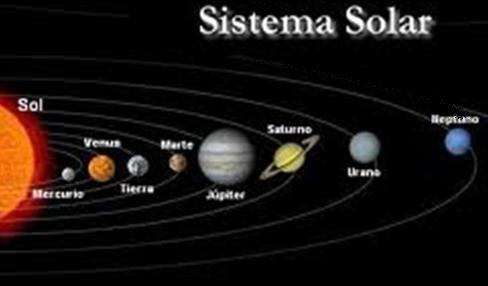 Sistema Solar
Sol
Mercurio
Venus
Tierra
Marte
Júpiter
Saturno
Urano
Neptuno